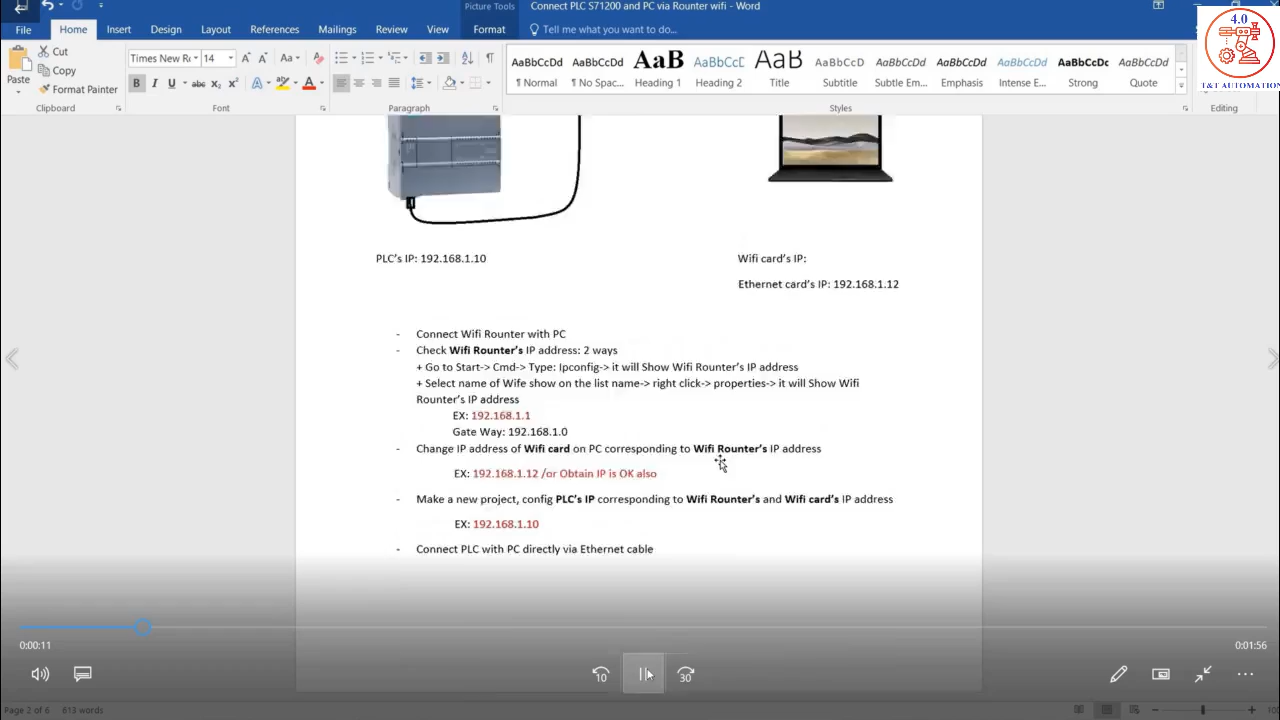 Picture Tools
Connect PLC S71200 and PC via Rounter wifi - Word
File Home Insert Design Layout References Mailings Review View Format Tell me what you want to do...
4.0
T&T AUTOMATION
Paste
Cut
Copy
Format Painter
Clipboard
Times New R 14
Font
Paragraph
AaBbCcDd AaBbCcDd AaB AaBbCcD AaB AaBbCcDd AaBbCcDd AaBbCcDd AaBbCcDd AaBbCcDc AaBbCcDd
¶ Normal ¶ No Spac... Heading 1 Heading 2 Title Subtitle Subtle Em... Emphasis Intense E... Strong Quote
Styles
Editing
PLC's IP: 192.168.1.10
Wifi card's IP:
Ethernet card's IP: 192.168.1.12
- Connect Wifi Rounter with PC
- Check Wifi Rounter's IP address: 2 ways
+ Go to Start-> Cmd-> Type: Ipconfig-> it will Show Wifi Rounter's IP address
+ Select name of Wife show on the list name-> right click-> properties-> it will Show Wifi
Rounter's IP address
EX: 192.168.1.1
Gate Way: 192.168.1.0
- Change IP address of Wifi card on PC corresponding to Wifi Rounter's IP address
EX: 192.168.1.12 /or Obtain IP is OK also
- Make a new project, config PLC's IP corresponding to Wifi Rounter's and Wifi card's IP address
EX: 192.168.1.10
- Connect PLC with PC directly via Ethernet cable
0:00:11
0:01:56
10
30
Page 2 of 6 613 words